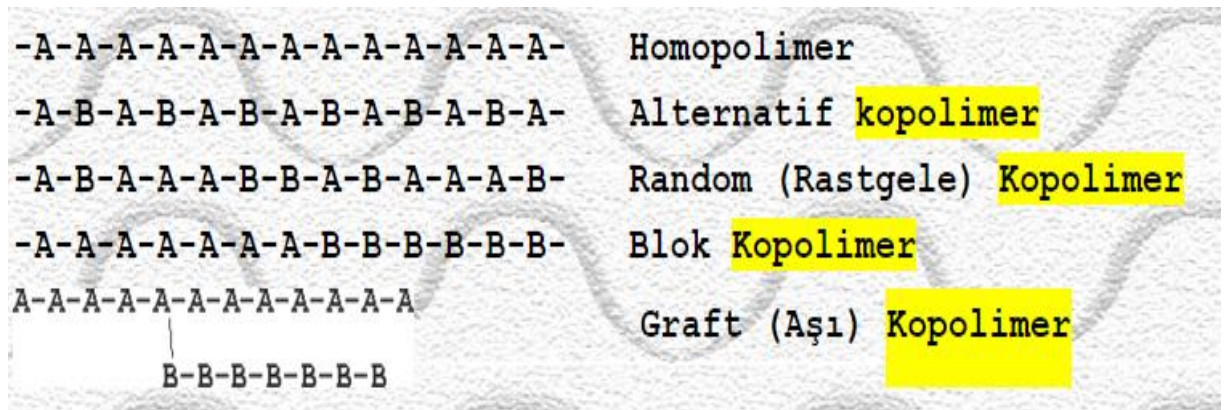 -A-A-A-A-A-A-A-A-A-A-A-A-A- Homopolimer
-A-B-A-B-A-B-A-B-A-B-A-B-A- Alternatif kopolimer
-A-B-A-A-A-B-B-A-B-A-A-A-B- Random (Rastgele) Kopolimer
-A-A-A-A-A-A-A-B-B-B-B-B-B- Blok Kopolimer
A-A-A-A-A-A-A-A-A-A-A-A
Graft (Aşı) Kopolimer
B-B-B-B-B-B-B